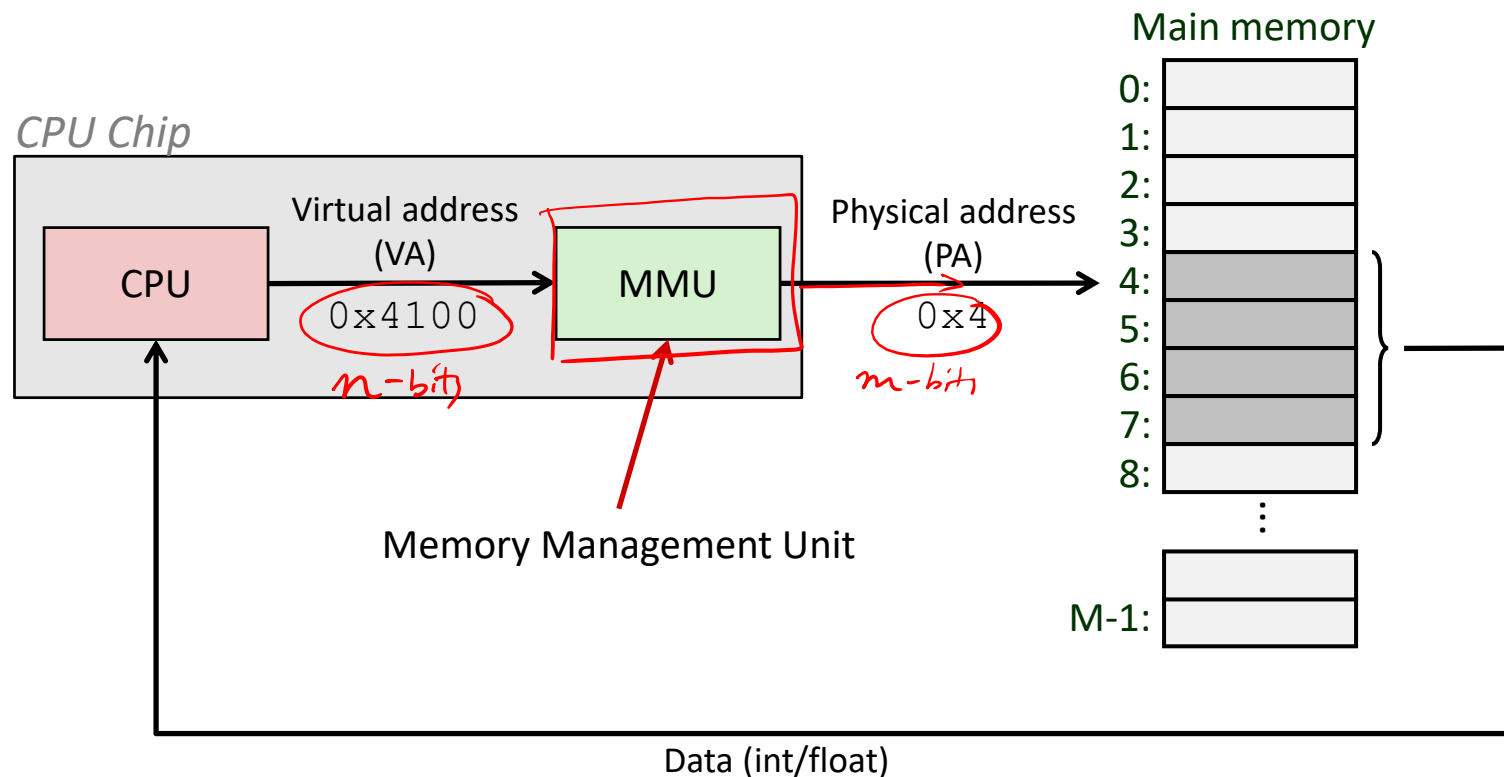 Main memory
0:
1:
2:
3:
4:
5:
6:
7:
8:
⋮
M-1:
CPU Chip
CPU
Virtual address
(VA)
0x4100
n-bits
MMU
Physical address
(PA)
0x4
m-bits
Memory Management Unit
Data (int/float)